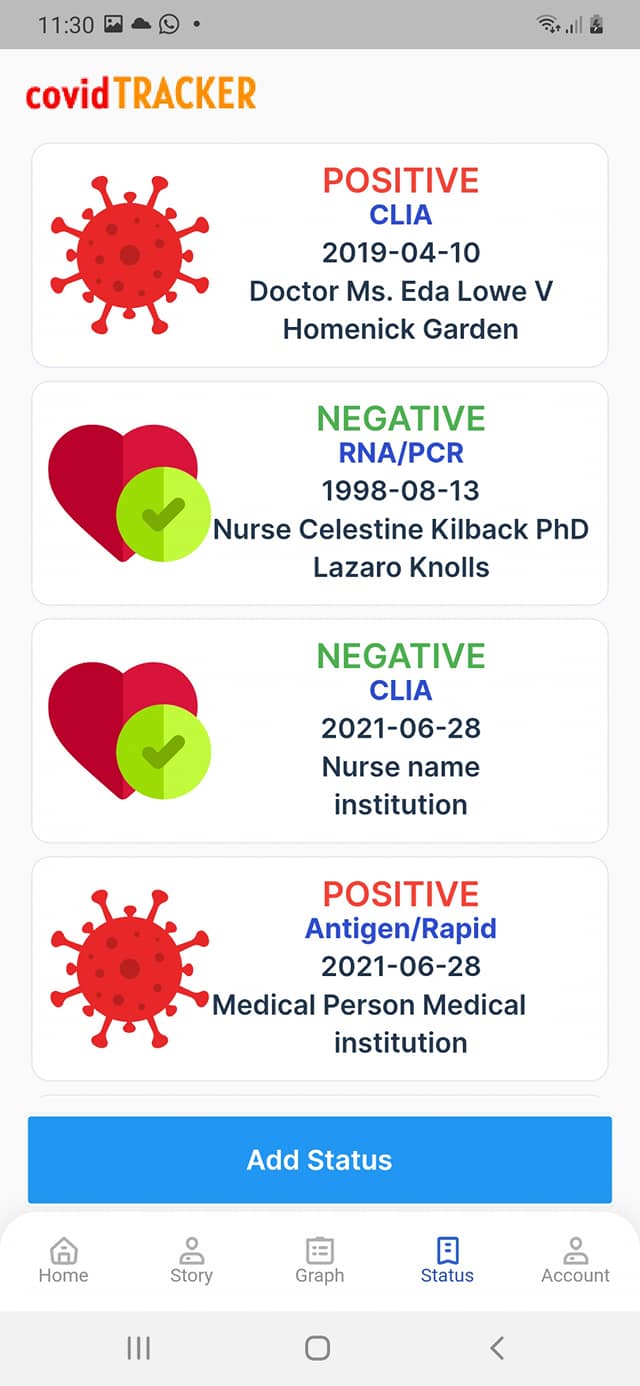 11:30
covidTRACKER
POSITIVE
CLIA
2019-04-10
Doctor Ms. Eda Lowe V
Homenick Garden
NEGATIVE
RNA/PCR
1998-08-13
Nurse Celestine Kilback PhD
Lazaro Knolls
NEGATIVE
CLIA
2021-06-28
Nurse name
institution
POSITIVE
Antigen/Rapid
2021-06-28
Medical Person Medical
institution
Add Status
Home Story Graph Status Account